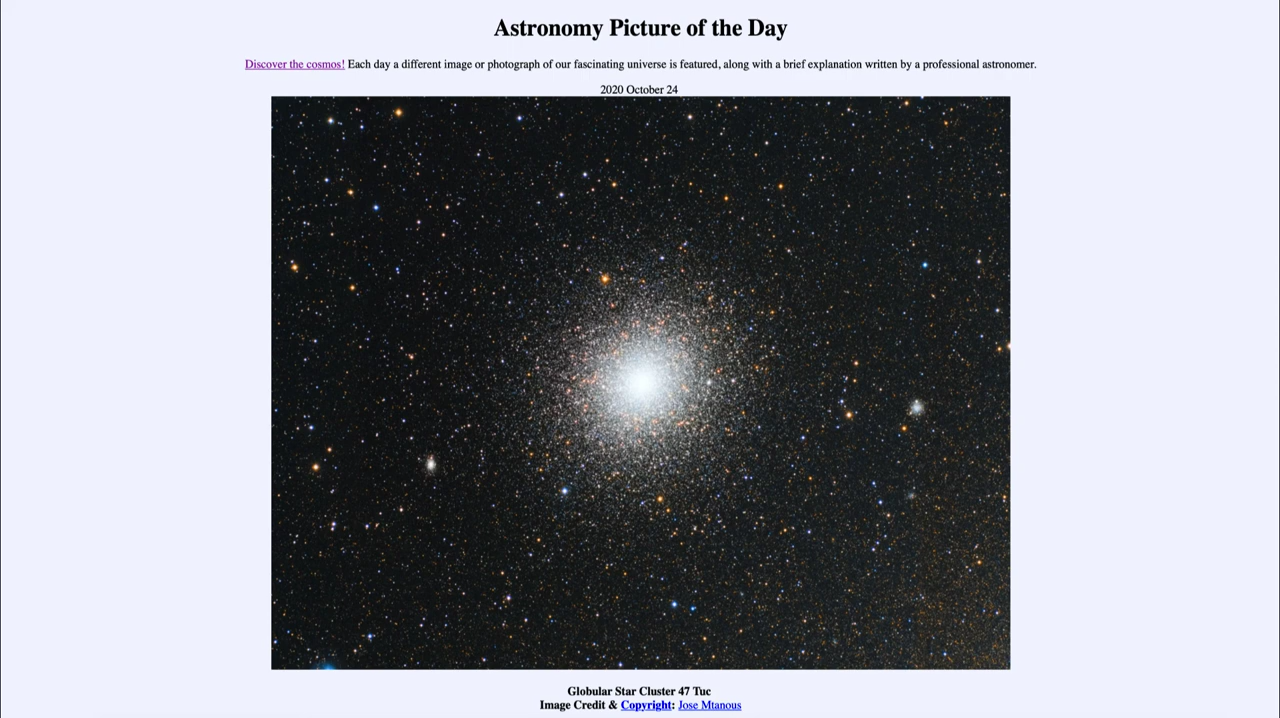 Astronomy Picture of the Day
Discover the cosmos! Each day a different image or photograph of our fascinating universe is featured, along with a brief explanation written by a professional astronomer.
2020 October 24
Globular Star Cluster 47 Tuc
Image Credit & Copyright: Jose Mtanous